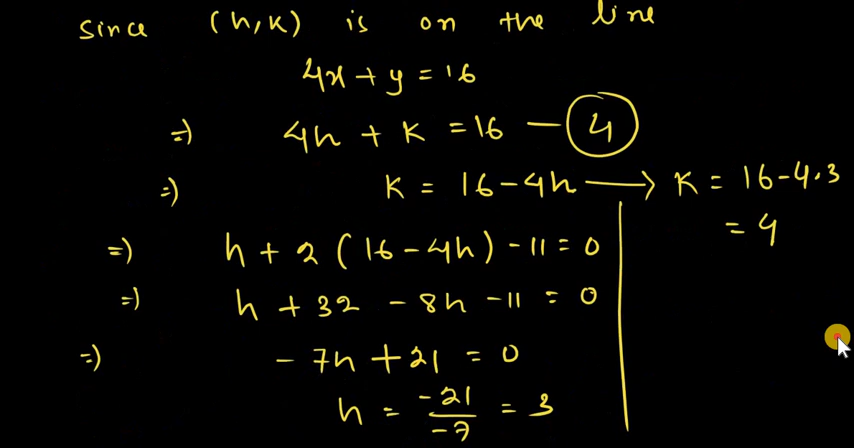 Since (h,k) is on the line
4x + y = 16
=) 4h + k = 16 — 4
=) k = 16 - 4h ⟶ k = 16 - 4.3
= 4
=) h + 2 (16 - 4h) - 11 = 0
=) h + 32 - 8h - 11 = 0
=) - 7h + 21 = 0
h = -21/-7 = 3